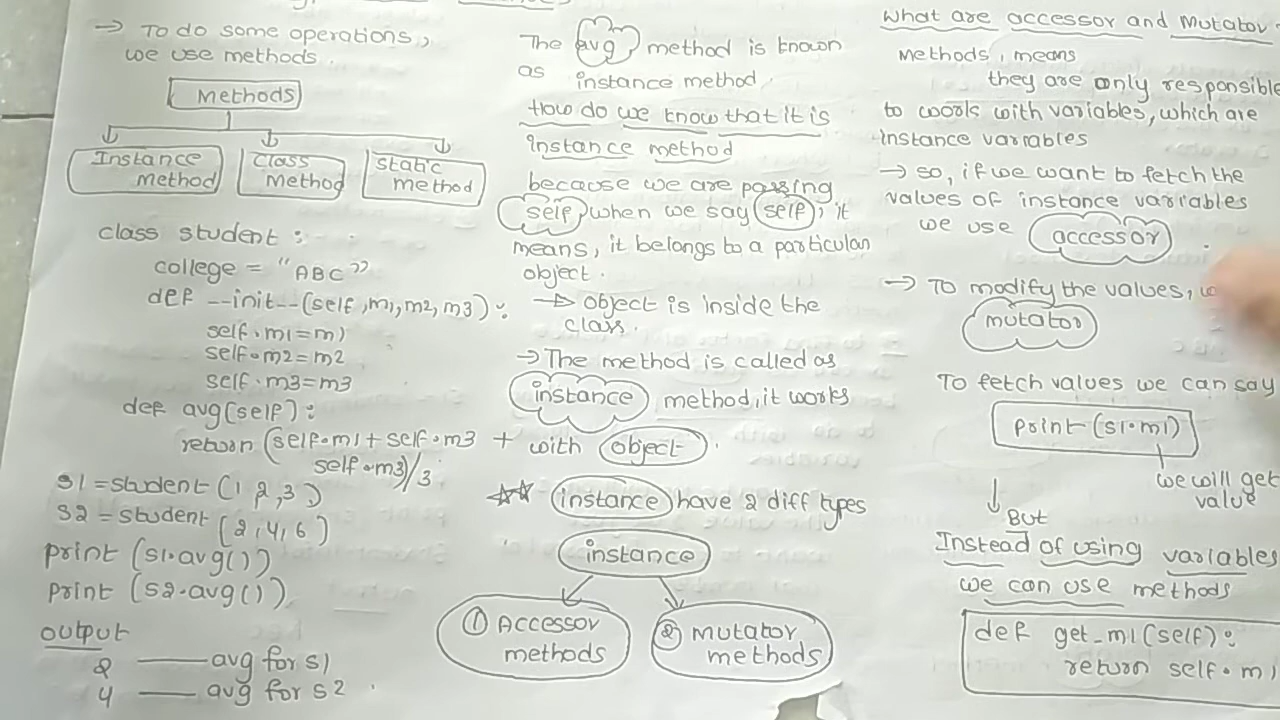 → To do some operations,
we use methods.
Methods
Instance
method
class
method
static
method
class student :
college = "ABC"
def __init__(self, m1, m2, m3) :
self.m1 = m1
self.m2 = m2
self.m3 = m3
def avg(self) :
return (self.m1 + self.m3 +
self.m3)/3
s1 = student (1, 2, 3)
s2 = student (2, 4, 6)
print (s1.avg())
print (s2.avg())
output
2 — avg for s1
4 — avg for s2
The avg method is known
as instance method
How do we know that it is
instance method
because we are passing
self, when we say self, it
means, it belongs to a particular
object.
→ object is inside the
class.
→ The method is called as
instance method, it works
with object.
★★ instance have 2 diff types
instance
① Accessor
methods
② mutator
methods
what are accessor and Mutator
methods, means
they are only responsible
to work with variables, which are
instance variables
→ so, if we want to fetch the
values of instance variables
we use accessor
→ To modify the values,
mutator
To fetch values we can say
print (s1.m1)
we will get
value
↓ But
Instead of using variables
we can use methods
def get_m1(self) :
return self.m1